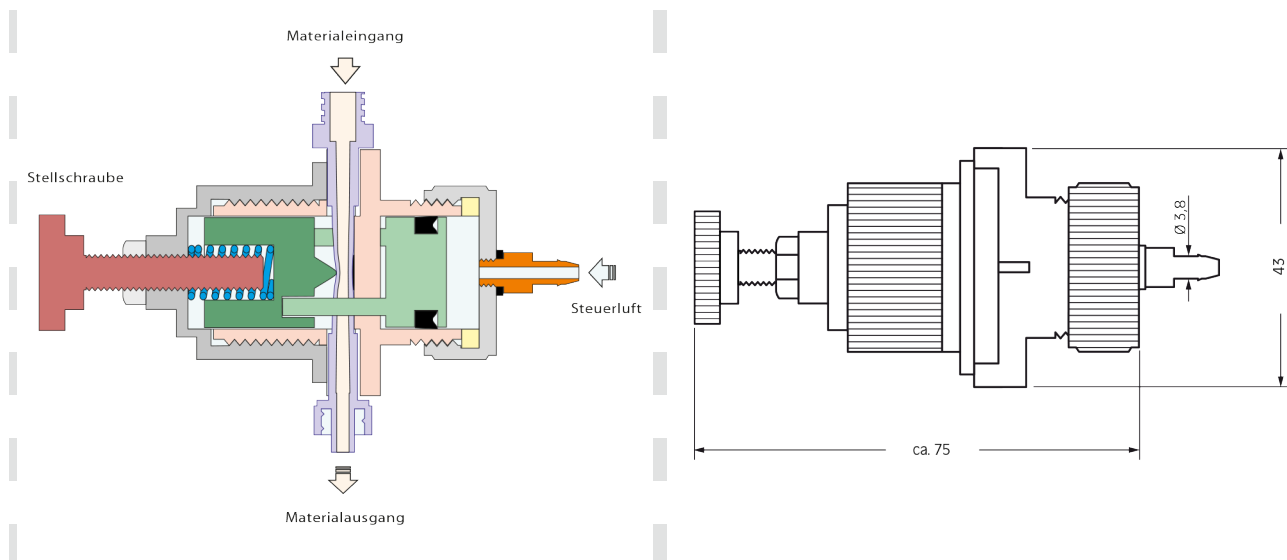 Materialeingang
Stellschraube
Steuerluft
Materialausgang
Ø 3,8
43
ca. 75